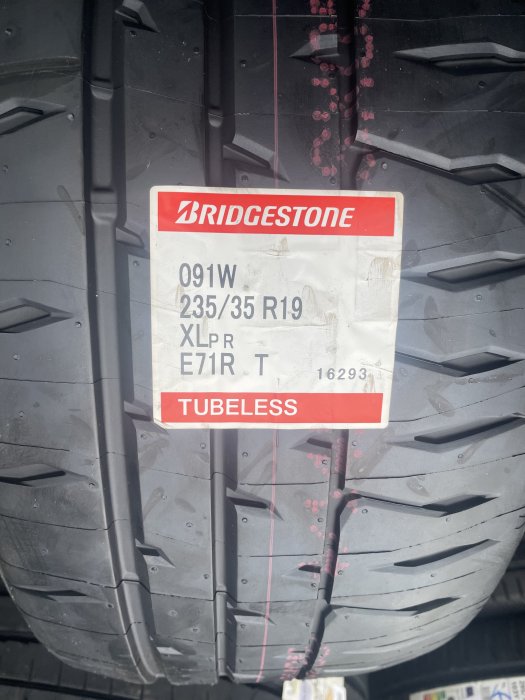 BRIDGESTONE
091W
235/35 R19
XLPR
E71R T 16293
TUBELESS